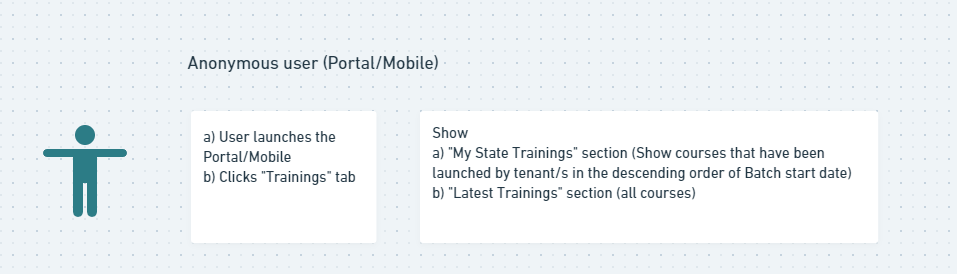 Anonymous user (Portal/Mobile)
a) User launches the
Portal/Mobile
b) Clicks "Trainings" tab
Show
a) "My State Trainings" section (Show courses that have been
launched by tenant/s in the descending order of Batch start date)
b) "Latest Trainings" section (all courses)